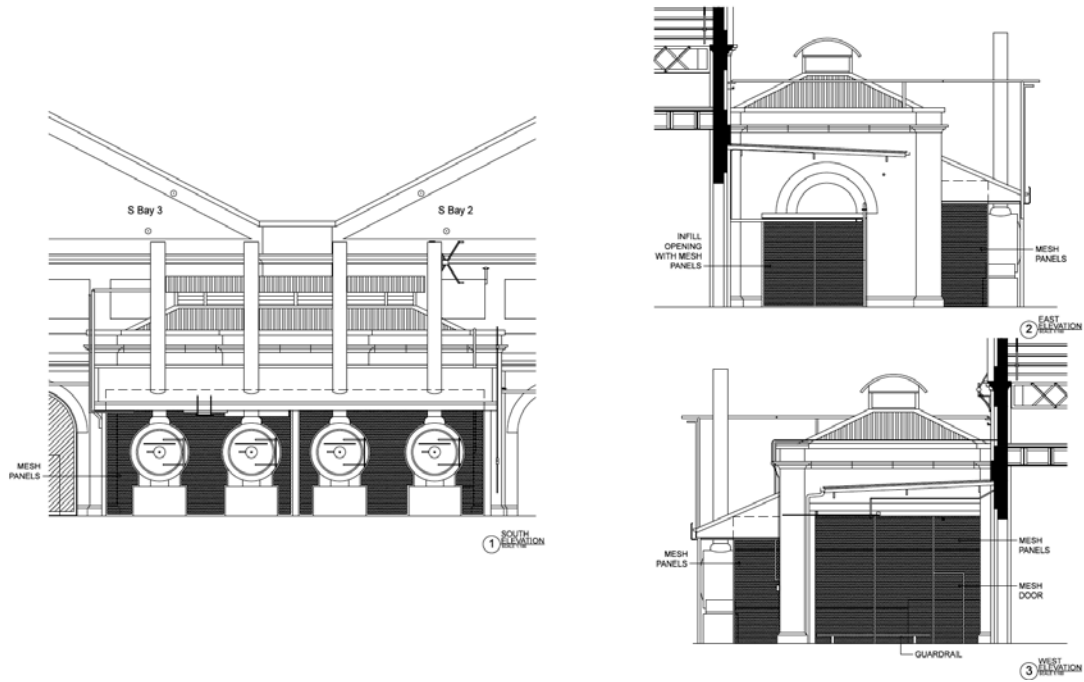 S Bay 3
S Bay 2
MESH
PANELS
1
SOUTH
ELEVATION
INFILL
OPENING
WITH MESH
PANELS
MESH
PANELS
2
EAST
ELEVATION
MESH
PANELS
MESH
PANELS
MESH
DOOR
GUARDRAIL
3
WEST
ELEVATION